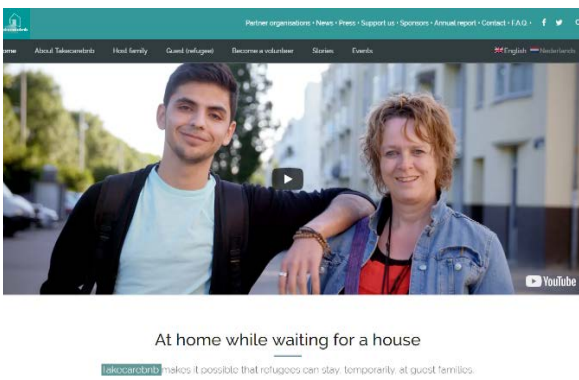 takecarebnb
Partner organisations • News • Press • Support us • Sponsors • Annual report • Contact • F.A.Q. •
ome About Takecarebnb Host family Guest (refugee) Become a volunteer Stories Events English Nederlands
YouTube
At home while waiting for a house
Takecarebnb makes it possible that refugees can stay, temporarily, at guest families.